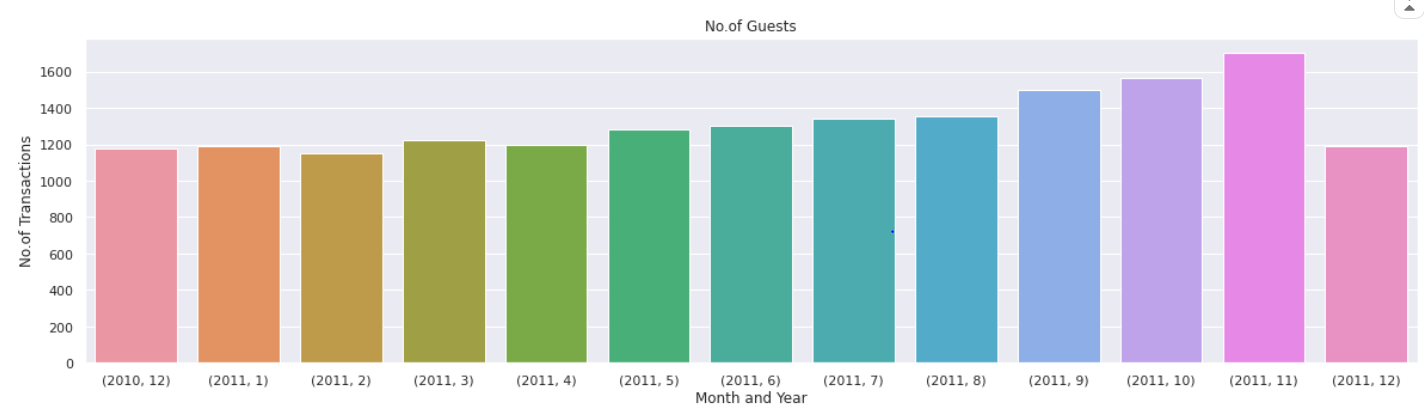 No.of Guests
No.of Transactions
1600
1400
1200
1000
800
600
400
200
0
(2010, 12) (2011, 1) (2011, 2) (2011, 3) (2011, 4) (2011, 5) (2011, 6) (2011, 7) (2011, 8) (2011, 9) (2011, 10) (2011, 11) (2011, 12)
Month and Year